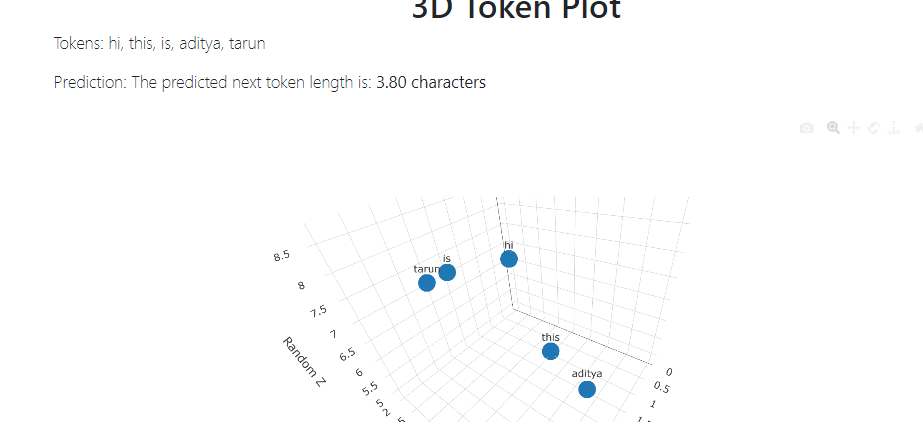 3D Token Plot
Tokens: hi, this, is, aditya, tarun
Prediction: The predicted next token length is: 3.80 characters
hi
is
tarun
this
aditya
8.5
8
7.5
7
6.5
6
5.5
5
Random Z
0
0.5
1